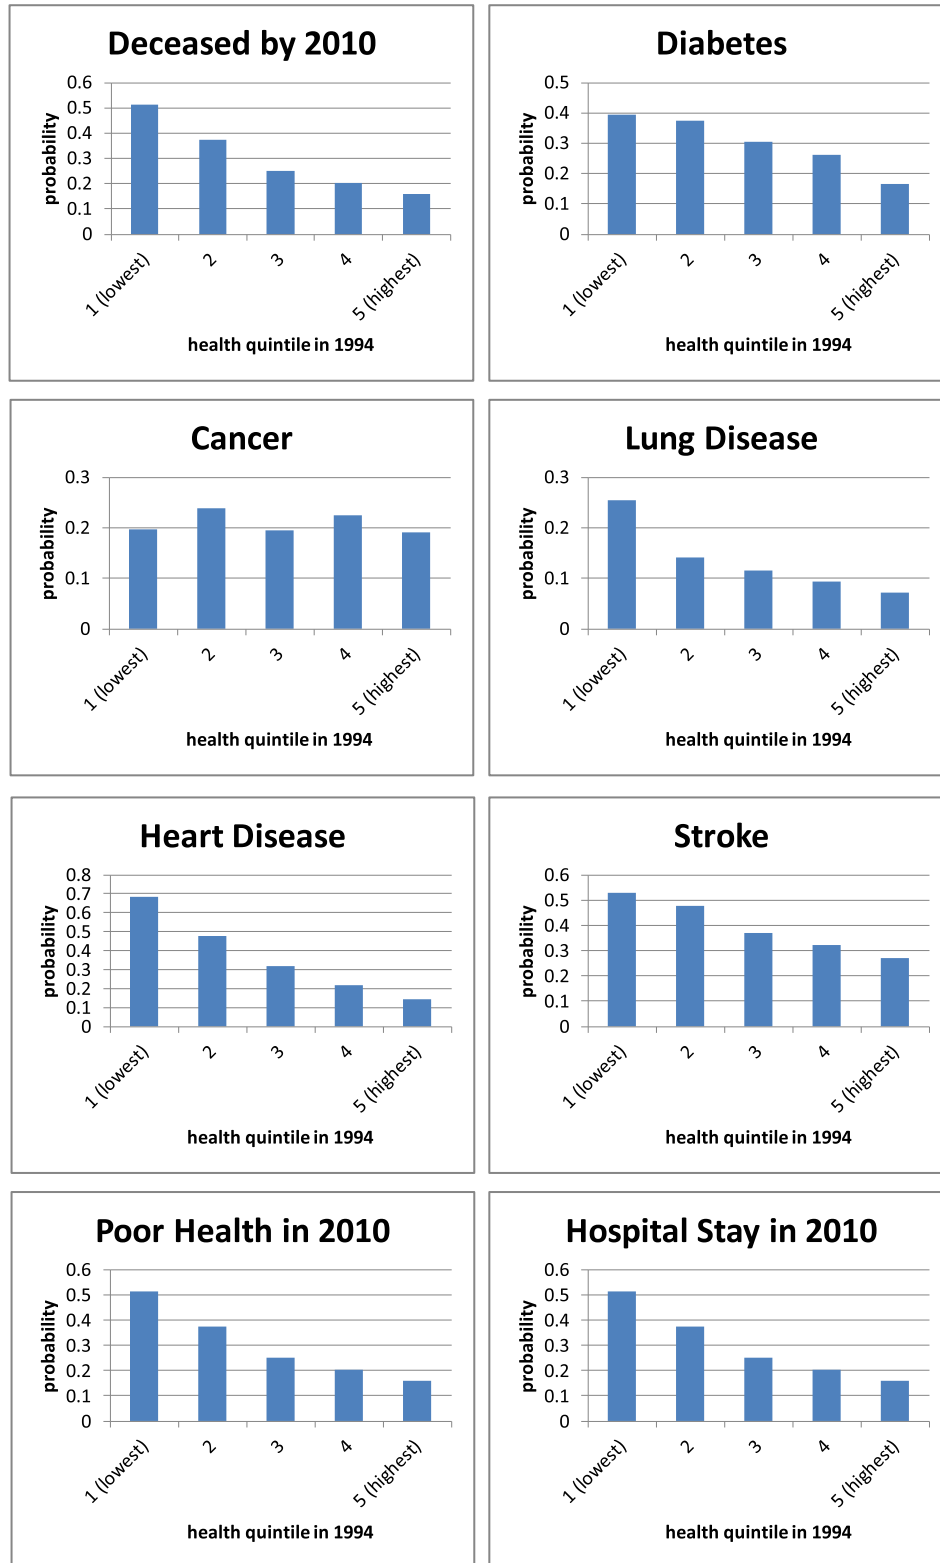 Deceased by 2010
0.6
0.5
0.4
0.3
0.2
0.1
0
probability
1 (lowest)
2
3
4
5 (highest)
health quintile in 1994
Diabetes
0.5
0.4
0.3
0.2
0.1
0
probability
1 (lowest)
2
3
4
5 (highest)
health quintile in 1994
Cancer
0.3
0.2
0.1
0
probability
1 (lowest)
2
3
4
5 (highest)
health quintile in 1994
Lung Disease
0.3
0.2
0.1
0
probability
1 (lowest)
2
3
4
5 (highest)
health quintile in 1994
Heart Disease
0.8
0.7
0.6
0.5
0.4
0.3
0.2
0.1
0
probability
1 (lowest)
2
3
4
5 (highest)
health quintile in 1994
Stroke
0.6
0.5
0.4
0.3
0.2
0.1
0
probability
1 (lowest)
2
3
4
5 (highest)
health quintile in 1994
Poor Health in 2010
0.6
0.5
0.4
0.3
0.2
0.1
0
probability
1 (lowest)
2
3
4
5 (highest)
health quintile in 1994
Hospital Stay in 2010
0.6
0.5
0.4
0.3
0.2
0.1
0
probability
1 (lowest)
2
3
4
5 (highest)
health quintile in 1994